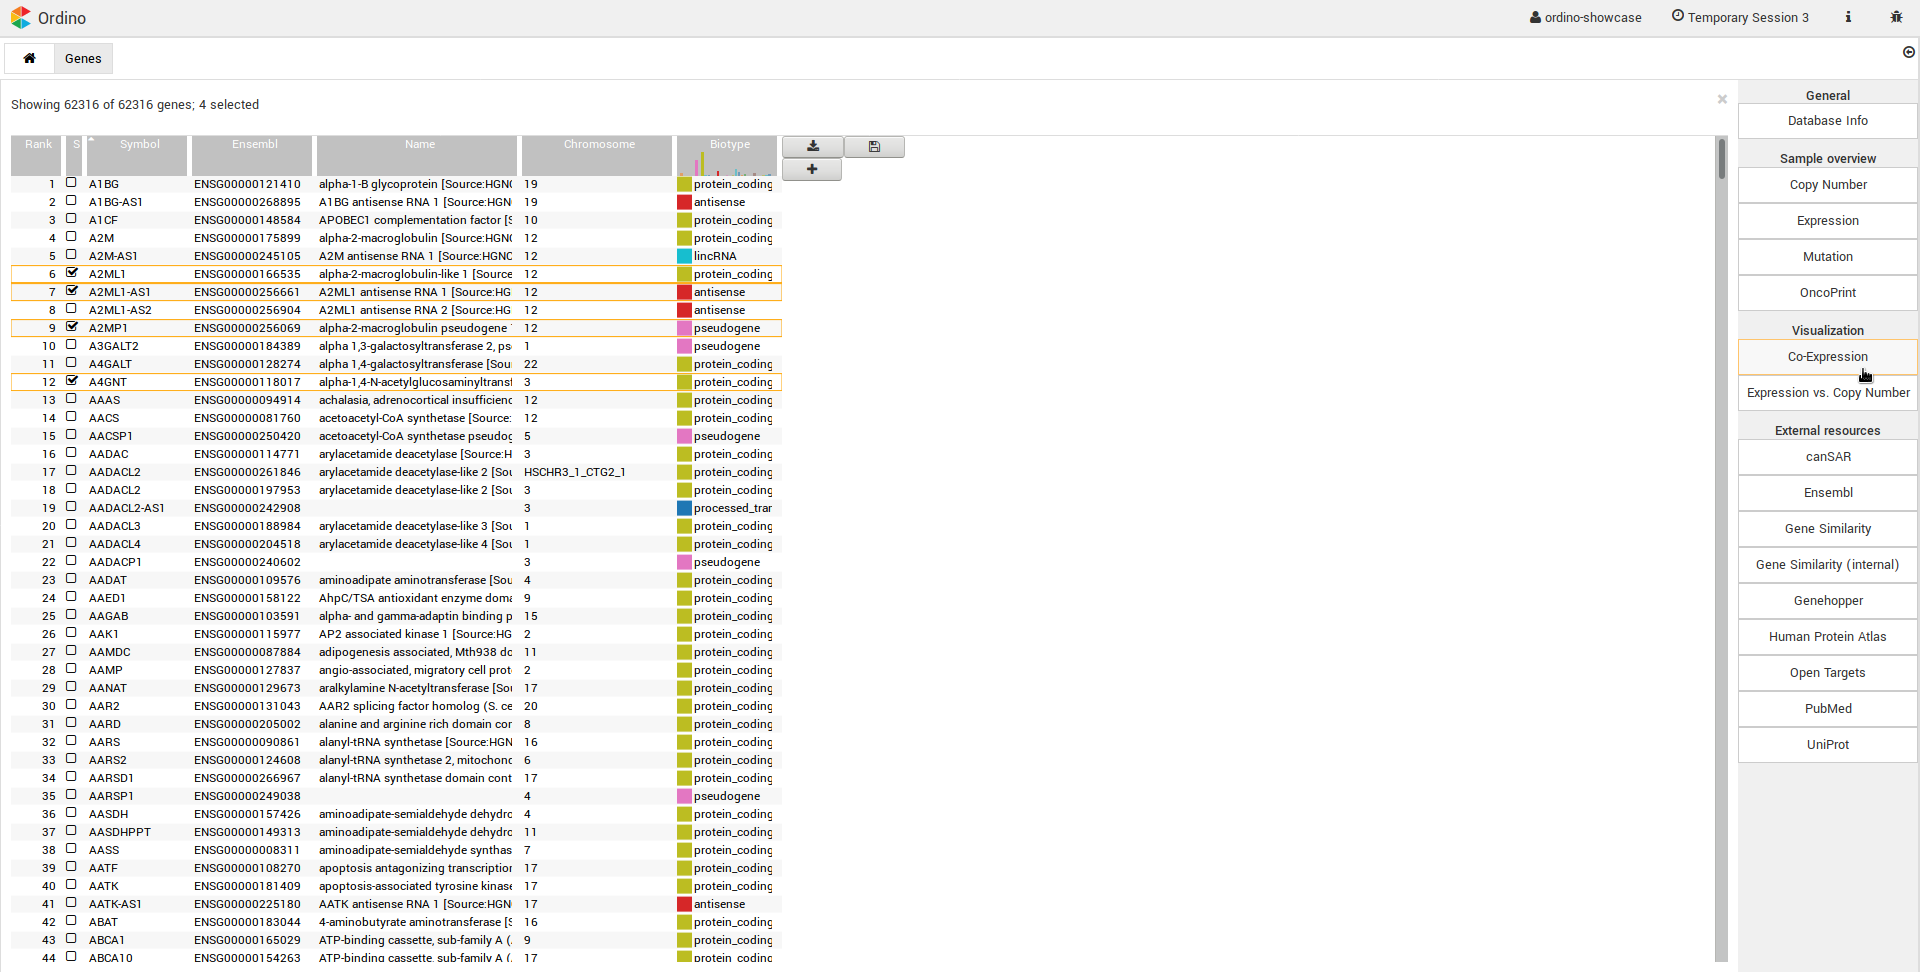 Ordino
ordino-showcase
Temporary Session 3
Genes
Showing 62316 of 62316 genes; 4 selected
Rank S Symbol Ensembl Name Chromosome Biotype
1 A1BG ENSG00000121410 alpha-1-B glycoprotein [Source:HGNC 19 protein_coding
2 A1BG-AS1 ENSG00000268895 A1BG antisense RNA 1 [Source:HGN 19 antisense
3 A1CF ENSG00000148584 APOBEC1 complementation factor [S 10 protein_coding
4 A2M ENSG00000175899 alpha-2-macroglobulin [Source:HGNC 12 protein_coding
5 A2M-AS1 ENSG00000245105 A2M antisense RNA 1 [Source:HGNC 12 lincRNA
6 A2ML1 ENSG00000166535 alpha-2-macroglobulin-like 1 [Source 12 protein_coding
7 A2ML1-AS1 ENSG00000256661 A2ML1 antisense RNA 1 [Source:HG 12 antisense
8 A2ML1-AS2 ENSG00000256904 A2ML1 antisense RNA 2 [Source:HG 12 antisense
9 A2MP1 ENSG00000256069 alpha-2-macroglobulin pseudogene 12 pseudogene
10 A3GALT2 ENSG00000184389 alpha 1,3-galactosyltransferase 2, ps 1 pseudogene
11 A4GALT ENSG00000128274 alpha 1,4-galactosyltransferase [Sou 22 protein_coding
12 A4GNT ENSG00000118017 alpha-1,4-N-acetylglucosaminyltransf 3 protein_coding
13 AAAS ENSG00000094914 achalasia, adrenocortical insufficienc 12 protein_coding
14 AACS ENSG00000081760 acetoacetyl-CoA synthetase [Source: 12 protein_coding
15 AACSP1 ENSG00000250420 acetoacetyl-CoA synthetase pseudog 5 pseudogene
16 AADAC ENSG00000114771 arylacetamide deacetylase [Source:H 3 protein_coding
17 AADACL2 ENSG00000261846 arylacetamide deacetylase-like 2 [Sou HSCHR3_1_CTG2_1 protein_coding
18 AADACL2 ENSG00000197953 arylacetamide deacetylase-like 2 [Sou 3 protein_coding
19 AADACL2-AS1 ENSG00000242908 3 processed_trar
20 AADACL3 ENSG00000188984 arylacetamide deacetylase-like 3 [Sou 1 protein_coding
21 AADACL4 ENSG00000204518 arylacetamide deacetylase-like 4 [Sou 1 protein_coding
22 AADACP1 ENSG00000240602 3 pseudogene
23 AADAT ENSG00000109576 aminoadipate aminotransferase [Sou 4 protein_coding
24 AAED1 ENSG00000158122 AhpC/TSA antioxidant enzyme doma 9 protein_coding
25 AAGAB ENSG00000103591 alpha- and gamma-adaptin binding p 15 protein_coding
26 AAK1 ENSG00000115977 AP2 associated kinase 1 [Source:HG 2 protein_coding
27 AAMDC ENSG00000087884 adipogenesis associated, Mth938 dc 11 protein_coding
28 AAMP ENSG00000127837 angio-associated, migratory cell prot 2 protein_coding
29 AANAT ENSG00000129673 aralkylamine N-acetyltransferase [Sou 17 protein_coding
30 AAR2 ENSG00000131043 AAR2 splicing factor homolog (S. ce 20 protein_coding
31 AARD ENSG00000205002 alanine and arginine rich domain cor 8 protein_coding
32 AARS ENSG00000090861 alanyl-tRNA synthetase [Source:HGN 16 protein_coding
33 AARS2 ENSG00000124608 alanyl-tRNA synthetase 2, mitochonc 6 protein_coding
34 AARSD1 ENSG00000266967 alanyl-tRNA synthetase domain cont 17 protein_coding
35 AARSP1 ENSG00000249038 4 pseudogene
36 AASDH ENSG00000157426 aminoadipate-semialdehyde dehydrc 4 protein_coding
37 AASDHPPT ENSG00000149313 aminoadipate-semialdehyde dehydrc 11 protein_coding
38 AASS ENSG00000008311 aminoadipate-semialdehyde synthas 7 protein_coding
39 AATF ENSG00000108270 apoptosis antagonizing transcriptior 17 protein_coding
40 AATK ENSG00000181409 apoptosis-associated tyrosine kinase 17 protein_coding
41 AATK-AS1 ENSG00000225180 AATK antisense RNA 1 [Source:HGN 17 antisense
42 ABAT ENSG00000183044 4-aminobutyrate aminotransferase [S 16 protein_coding
43 ABCA1 ENSG00000165029 ATP-binding cassette, sub-family A (. 9 protein_coding
44 ABCA10 ENSG00000154263 ATP-binding cassette, sub-family A (. 17 protein_coding
General
Database Info
Sample overview
Copy Number
Expression
Mutation
OncoPrint
Visualization
Co-Expression
Expression vs. Copy Number
External resources
canSAR
Ensembl
Gene Similarity
Gene Similarity (internal)
Genehopper
Human Protein Atlas
Open Targets
PubMed
UniProt